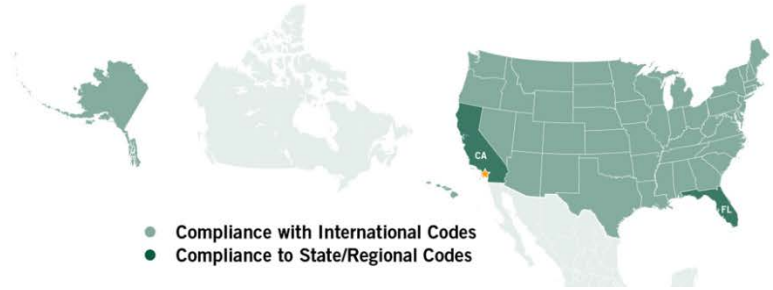 CA
FL
Compliance with International Codes
Compliance to State/Regional Codes